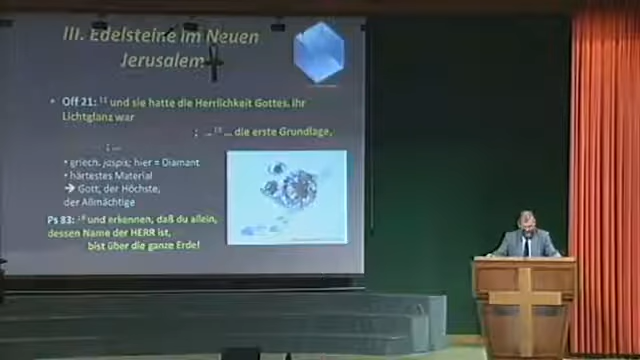 III. Edelsteine im Neuen
Jerusalem
• Off 21: 11 und sie hatte die Herrlichkeit Gottes. Ihr
Lichtglanz war
; ... 19 ... die erste Grundlage,
; ...
• griech. jaspis; hier = Diamant
• härtestes Material
➔ Gott, der Höchste,
der Allmächtige
Ps 83: 19 und erkennen, daß du allein,
dessen Name der HERR ist,
bist über die ganze Erde!